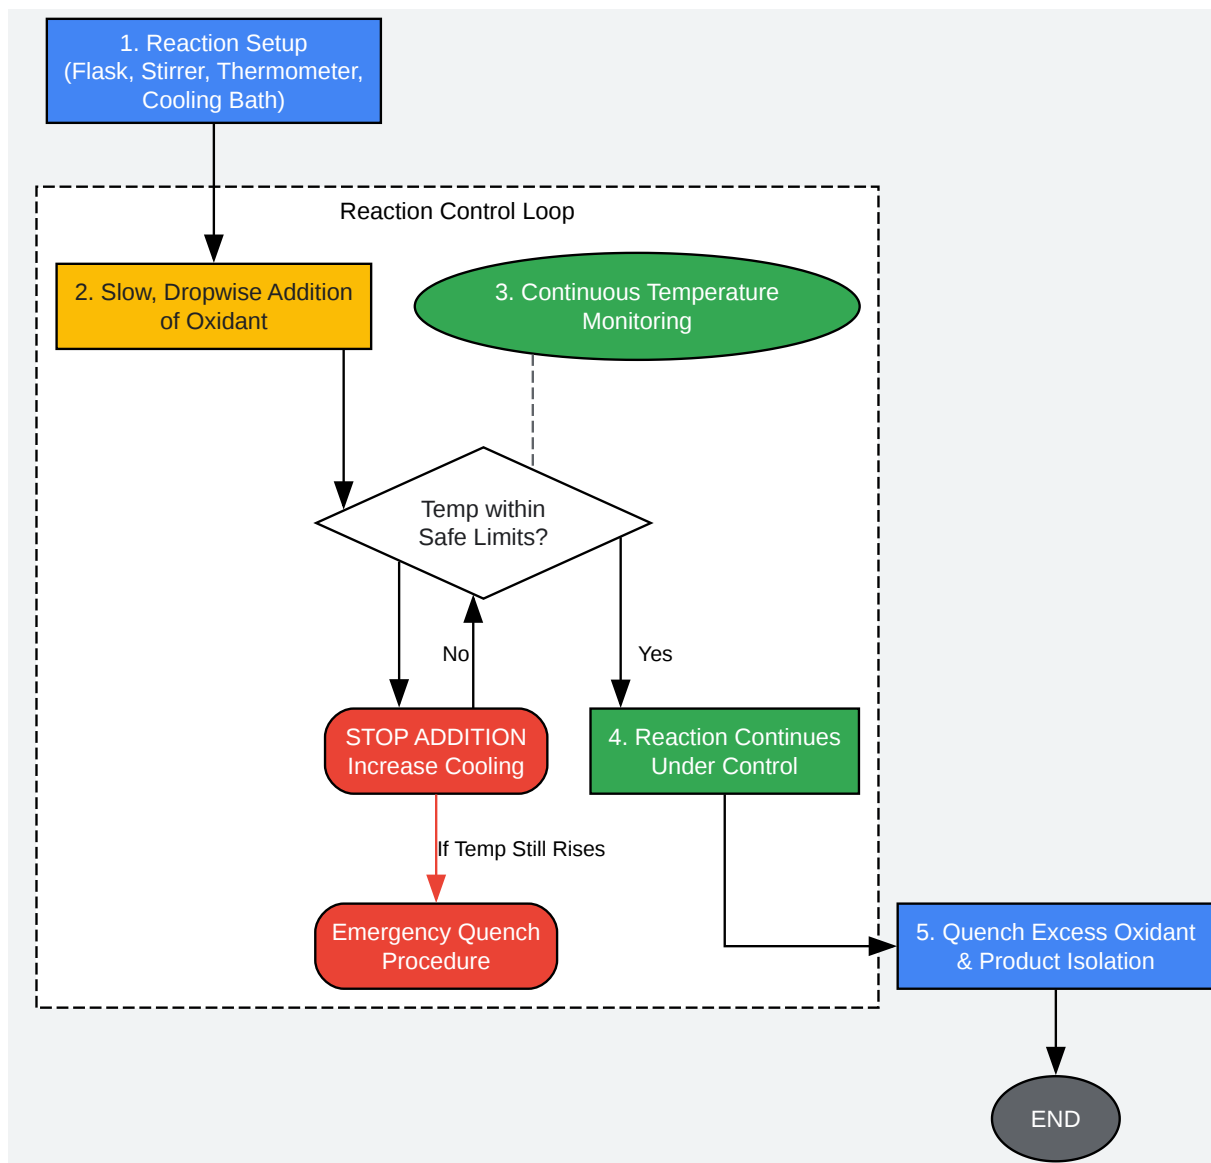 1. Reaction Setup
(Flask, Stirrer, Thermometer,
Cooling Bath)
Reaction Control Loop
2. Slow, Dropwise Addition
of Oxidant
3. Continuous Temperature
Monitoring
Temp within
Safe Limits?
No
Yes
STOP ADDITION
Increase Cooling
4. Reaction Continues
Under Control
If Temp Still Rises
Emergency Quench
Procedure
5. Quench Excess Oxidant
& Product Isolation
END